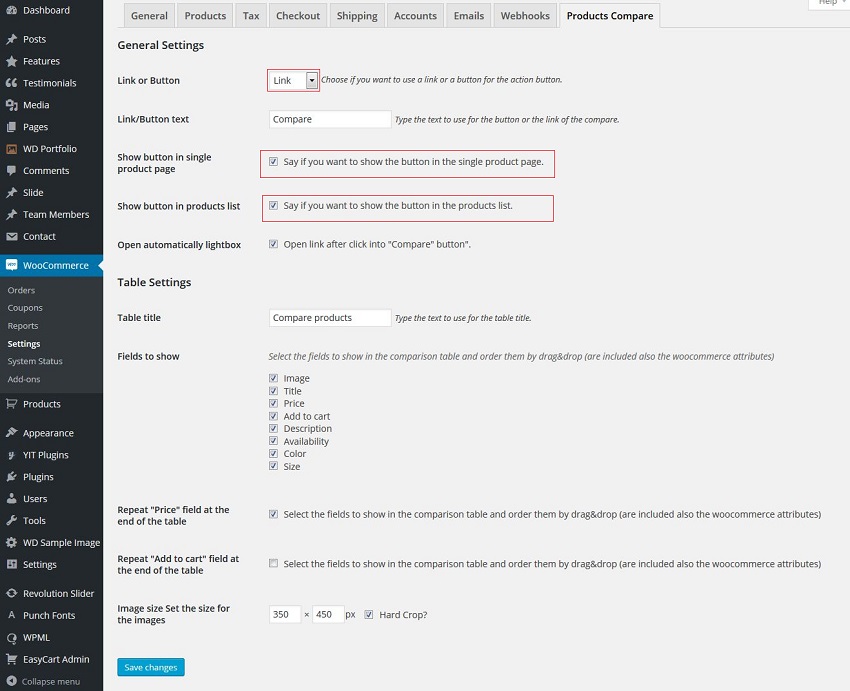 Dashboard
Posts
Features
Testimonials
Media
Pages
WD Portfolio
Comments
Slide
Team Members
Contact
WooCommerce
Orders
Coupons
Reports
Settings
System Status
Add-ons
Products
Appearance
YIT Plugins
Plugins
Users
Tools
WD Sample Image
Settings
Revolution Slider
Punch Fonts
WPML
EasyCart Admin
Collapse menu
Help
General Products Tax Checkout Shipping Accounts Emails Webhooks Products Compare
General Settings
Link or Button Link Choose if you want to use a link or a button for the action button.
Link/Button text Compare Type the text to use for the button or the link of the compare.
Show button in single
product page
Say if you want to show the button in the single product page.
Show button in products list Say if you want to show the button in the products list.
Open automatically lightbox Open link after click into "Compare" button".
Table Settings
Table title Compare products Type the text to use for the table title.
Fields to show Select the fields to show in the comparison table and order them by drag&drop (are included also the woocommerce attributes)
Image
Title
Price
Add to cart
Description
Availability
Color
Size
Repeat "Price" field at the
end of the table
Select the fields to show in the comparison table and order them by drag&drop (are included also the woocommerce attributes)
Repeat "Add to cart" field at
the end of the table
Select the fields to show in the comparison table and order them by drag&drop (are included also the woocommerce attributes)
Image size Set the size for
the images
350 × 450 px Hard Crop?
Save changes